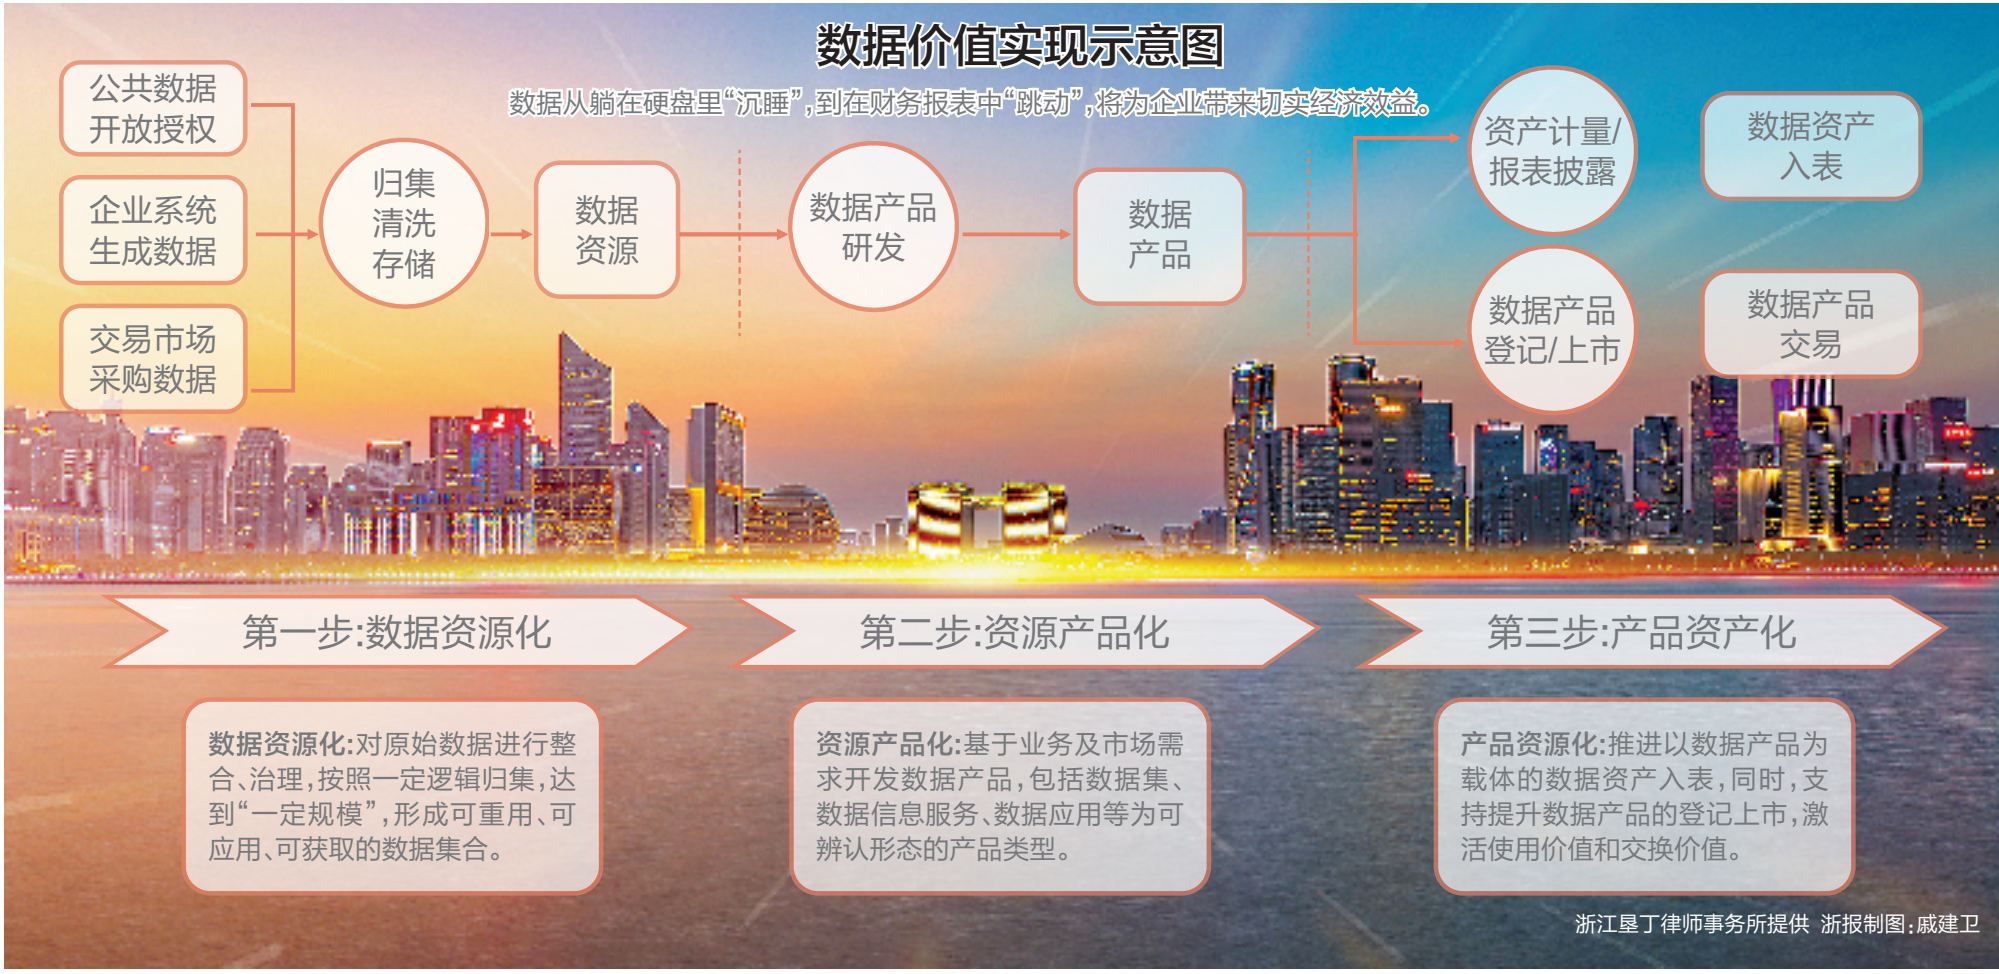 数据价值实现示意图
数据从躺在硬盘里“沉睡”,到在财务报表中“跳动”,将为企业带来切实经济效益。
公共数据
开放授权
企业系统
生成数据
交易市场
采购数据
归集
清洗
存储
数据
资源
数据产品
研发
数据
产品
资产计量/
报表披露
数据产品
登记/上市
数据资产
入表
数据产品
交易
第一步:数据资源化
第二步:资源产品化
第三步:产品资产化
数据资源化:对原始数据进行整
合、治理,按照一定逻辑归集,达
到“一定规模”,形成可重用、可
应用、可获取的数据集合。
资源产品化:基于业务及市场需
求开发数据产品,包括数据集、
数据信息服务、数据应用等为可
辨认形态的产品类型。
产品资源化:推进以数据产品为
载体的数据资产入表,同时,支
持提升数据产品的登记上市,激
活使用价值和交换价值。
浙江垦丁律师事务所提供 浙报制图:戚建卫